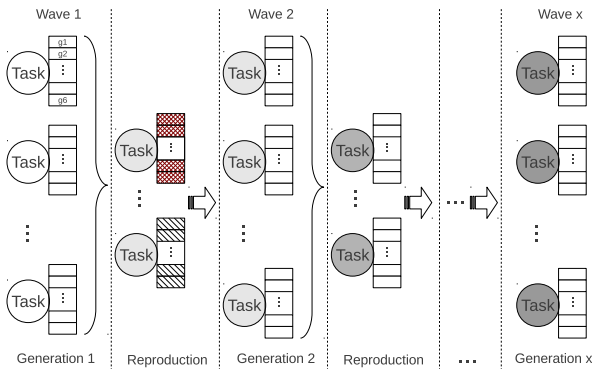 Wave 1
Wave 2
Wave x
g1
g2
g6
Task
Task
Task
Task
Task
Task
Task
Task
Task
Task
Task
Task
Task
Generation 1
Reproduction
Generation 2
Reproduction
...
Generation x